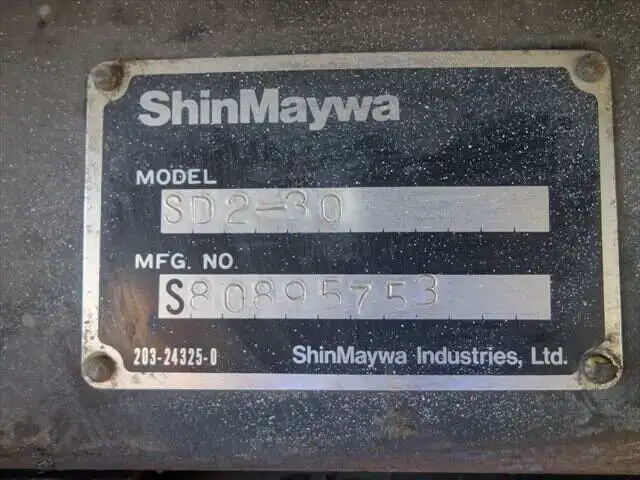 ShinMaywa
MODEL
SD2-30
MFG. NO.
S80895753
203-24325-0
ShinMaywa Industries, Ltd.